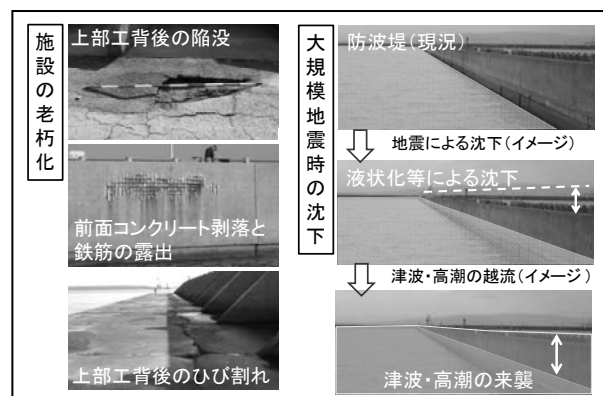 施設の老朽化
上部工背後の陥没
前面コンクリート剥落と
鉄筋の露出
上部工背後のひび割れ
大規模地震時の沈下
防波堤(現況)
地震による沈下(イメージ)
液状化等による沈下
津波・高潮の越流(イメージ)
津波・高潮の来襲